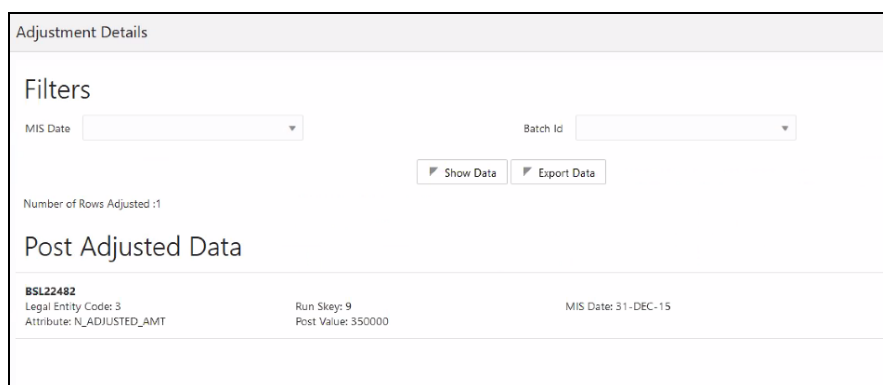 Adjustment Details
Filters
MIS Date
Batch Id
Show Data
Export Data
Number of Rows Adjusted :1
Post Adjusted Data
BSL22482
Legal Entity Code: 3 Run Skey: 9 MIS Date: 31-DEC-15
Attribute: N_ADJUSTED_AMT Post Value: 350000